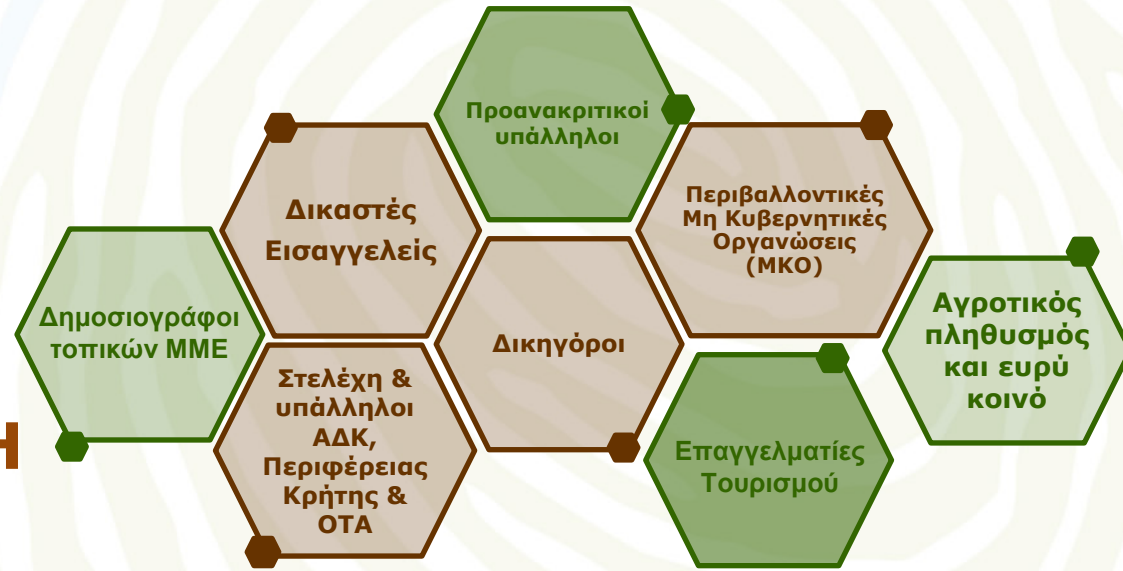 Προανακριτικοί
υπάλληλοι
Δικαστές
Εισαγγελείς
Περιβαλλοντικές
Μη Κυβερνητικές
Οργανώσεις
(ΜΚΟ)
Δημοσιογράφοι
τοπικών ΜΜΕ
Δικηγόροι
Αγροτικός
πληθυσμός
και ευρύ
κοινό
Στελέχη &
υπάλληλοι
ΑΔΚ,
Περιφέρειας
Κρήτης &
ΟΤΑ
Επαγγελματίες
Τουρισμού